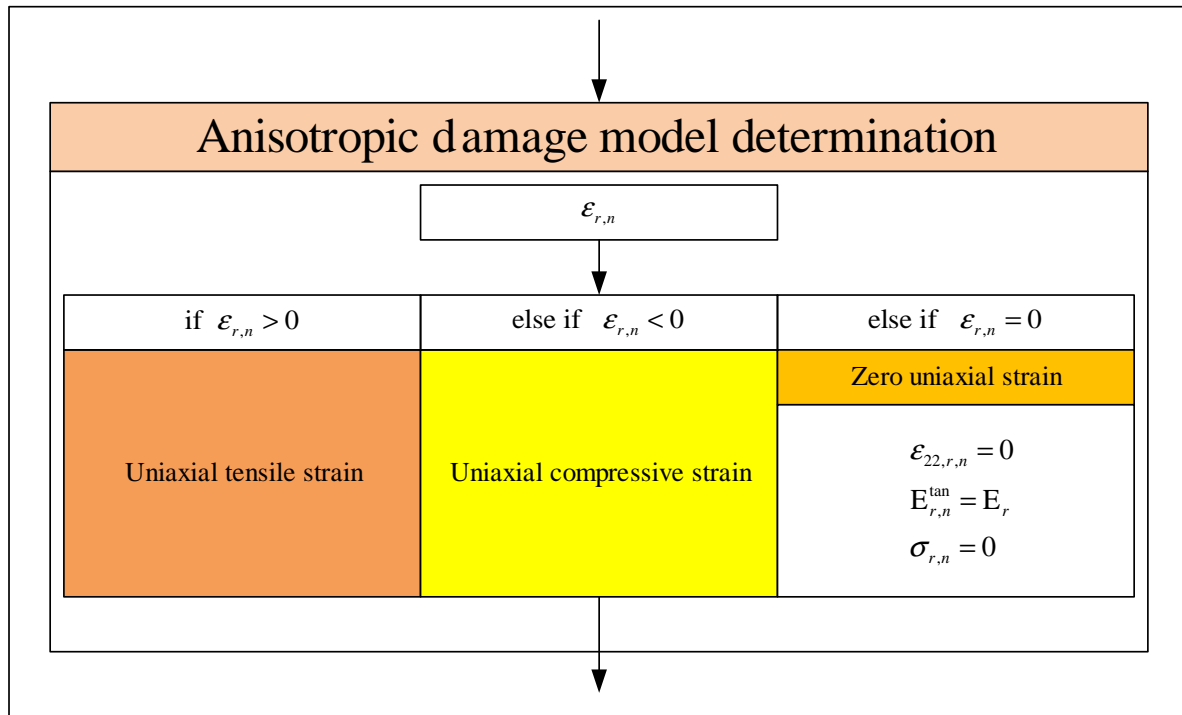 Anisotropic damage model determination
ε_{r,n}
if ε_{r,n} > 0
else if ε_{r,n} < 0
else if ε_{r,n} = 0
Uniaxial tensile strain
Uniaxial compressive strain
Zero uniaxial strain
ε_{22,r,n} = 0
E_{r,n}^{tan} = E_r
σ_{r,n} = 0